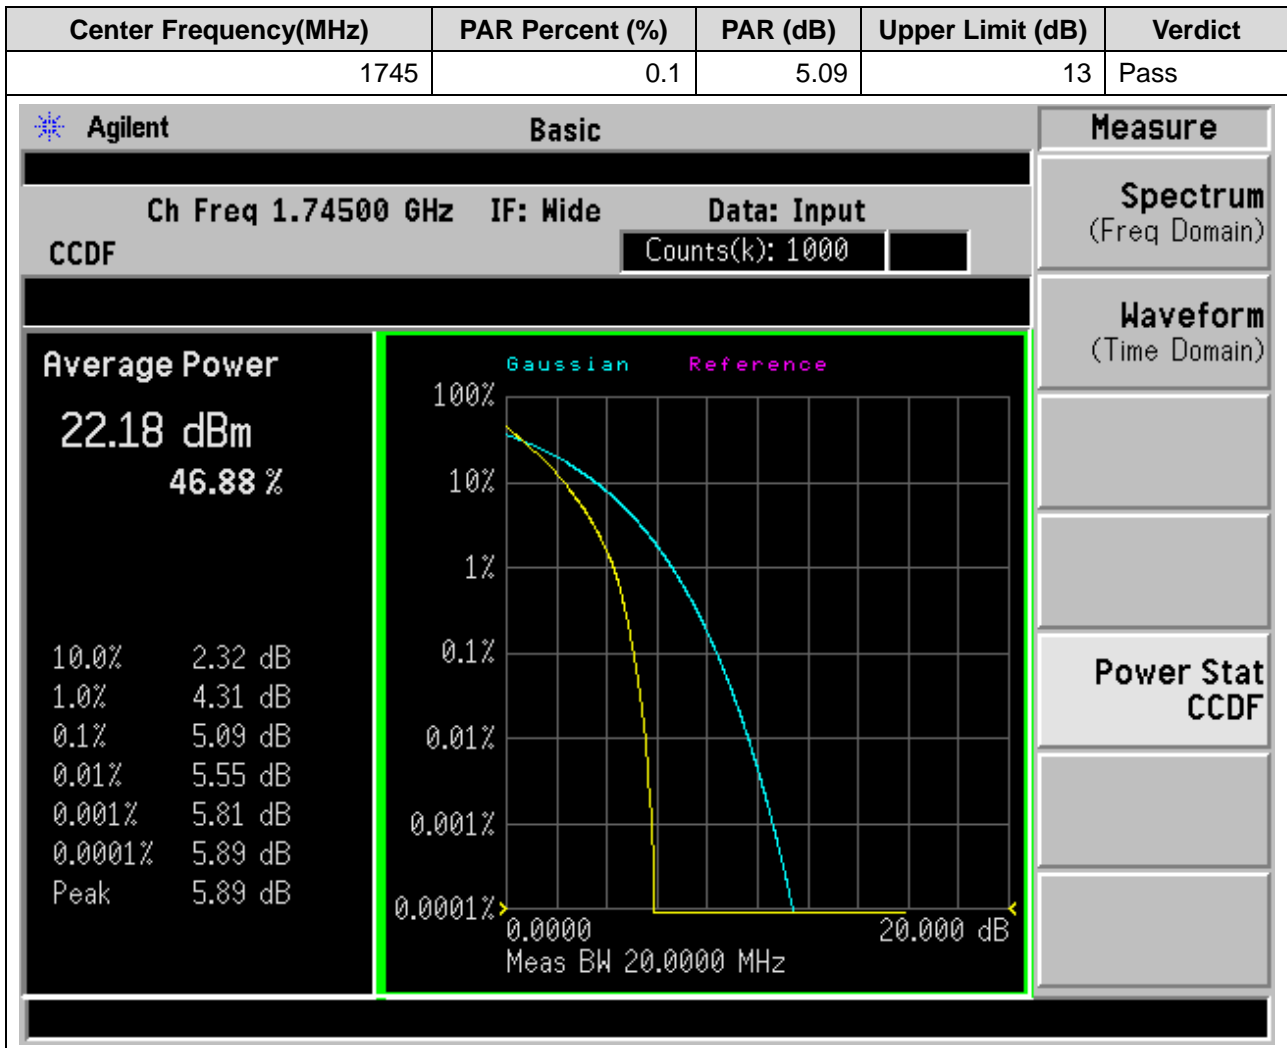 Center Frequency(MHz) PAR Percent (%) PAR (dB) Upper Limit (dB) Verdict
1745 0.1 5.09 13 Pass
Agilent Basic Measure
Ch Freq 1.74500 GHz IF: Wide Data: Input
CCDF Counts(k): 1000
Average Power
22.18 dBm
46.88 %
10.0% 2.32 dB
1.0% 4.31 dB
0.1% 5.09 dB
0.01% 5.55 dB
0.001% 5.81 dB
0.0001% 5.89 dB
Peak 5.89 dB
Gaussian Reference
100%
10%
1%
0.1%
0.01%
0.001%
0.0001%
0.0000 20.000 dB
Meas BW 20.0000 MHz
Spectrum
(Freq Domain)
Waveform
(Time Domain)
Power Stat
CCDF